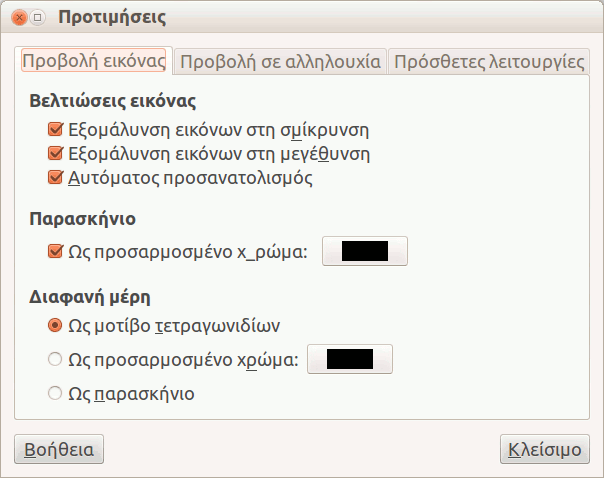 Προτιμήσεις
Προβολή εικόνας Προβολή σε αλληλουχία Πρόσθετες λειτουργίες
Βελτιώσεις εικόνας
Εξομάλυνση εικόνων στη σμίκρυνση
Εξομάλυνση εικόνων στη μεγέθυνση
Αυτόματος προσανατολισμός
Παρασκήνιο
Ως προσαρμοσμένο χ_ρώμα:
Διαφανή μέρη
Ως μοτίβο τετραγωνιδίων
Ως προσαρμοσμένο χρώμα:
Ως παρασκήνιο
Βοήθεια Κλείσιμο